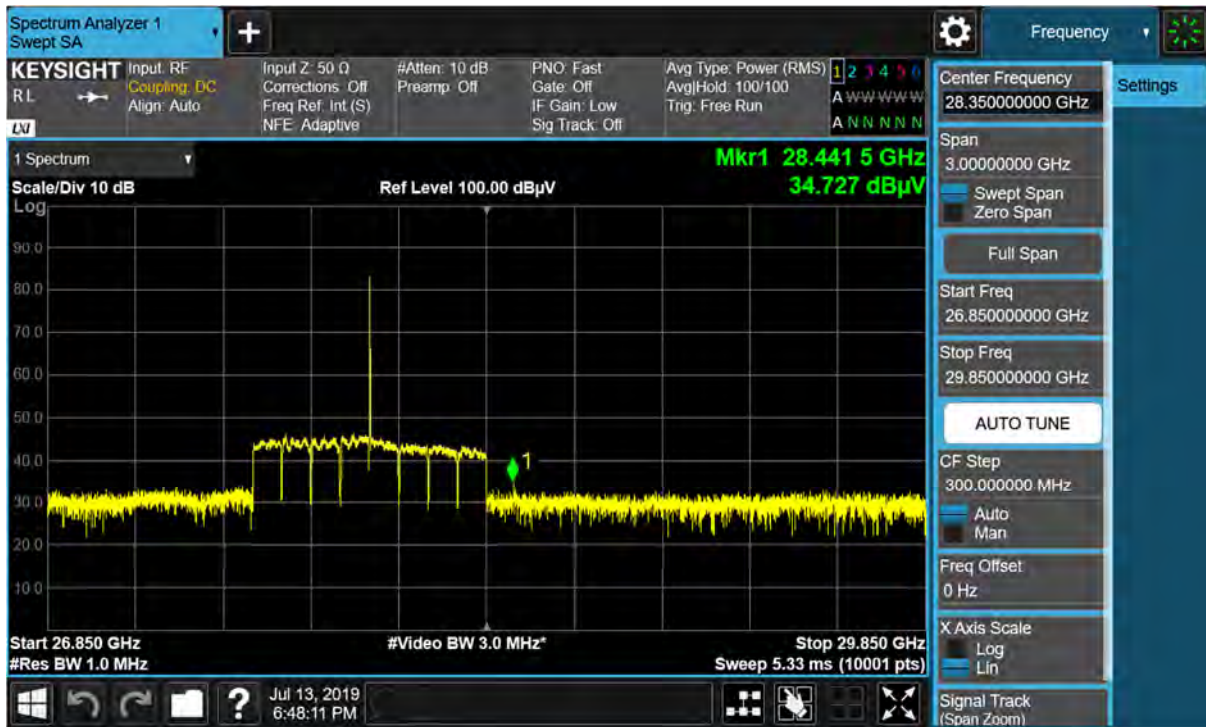 Spectrum Analyzer 1
Swept SA
+
Frequency
KEYSIGHT
RL
LXI
Input: RF
Coupling: DC
Align: Auto
Input Z: 50 Ω
Corrections: Off
Freq Ref: Int (S)
NFE: Adaptive
#Atten: 10 dB
Preamp: Off
PNO: Fast
Gate: Off
IF Gain: Low
Sig Track: Off
Avg Type: Power (RMS)
Avg|Hold: 100/100
Trig: Free Run
1 2 3 4 5 6
A W W W W W
A N N N N N
1 Spectrum
Scale/Div 10 dB
Log
Ref Level 100.00 dBµV
Mkr1 28.441 5 GHz
34.727 dBµV
90.0
80.0
70.0
60.0
50.0
40.0
30.0
20.0
10.0
1
Start 26.850 GHz
#Res BW 1.0 MHz
#Video BW 3.0 MHz*
Stop 29.850 GHz
Sweep 5.33 ms (10001 pts)
Center Frequency
28.350000000 GHz
Settings
Span
3.00000000 GHz
Swept Span
Zero Span
Full Span
Start Freq
26.850000000 GHz
Stop Freq
29.850000000 GHz
AUTO TUNE
CF Step
300.000000 MHz
Auto
Man
Freq Offset
0 Hz
X Axis Scale
Log
Lin
Signal Track
(Span Zoom)
?
Jul 13, 2019
6:48:11 PM